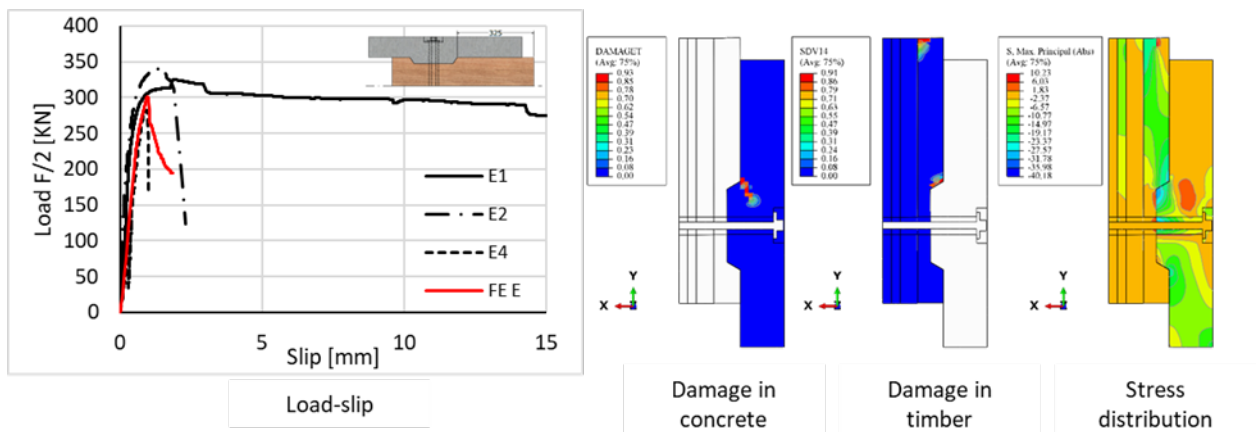 400
350
300
250
200
150
100
50
0
Load F/2 [KN]
0
5
10
15
Slip [mm]
325
E1
E2
E4
FE E
Load-slip
DAMAGET
(Avg: 75%)
0.93
0.85
0.78
0.70
0.62
0.54
0.47
0.39
0.31
0.23
0.16
0.08
0.00
Y
X
Damage in
concrete
SDV14
(Avg: 75%)
0.94
0.86
0.79
0.71
0.63
0.55
0.47
0.39
0.31
0.24
0.16
0.08
0.00
Y
X
Damage in
timber
S, Max. Principal (Abs)
(Avg: 75%)
10.23
6.03
1.83
-2.37
-6.57
-10.77
-14.97
-19.17
-23.37
-27.57
-31.78
-35.98
-40.18
Y
X
Stress
distribution